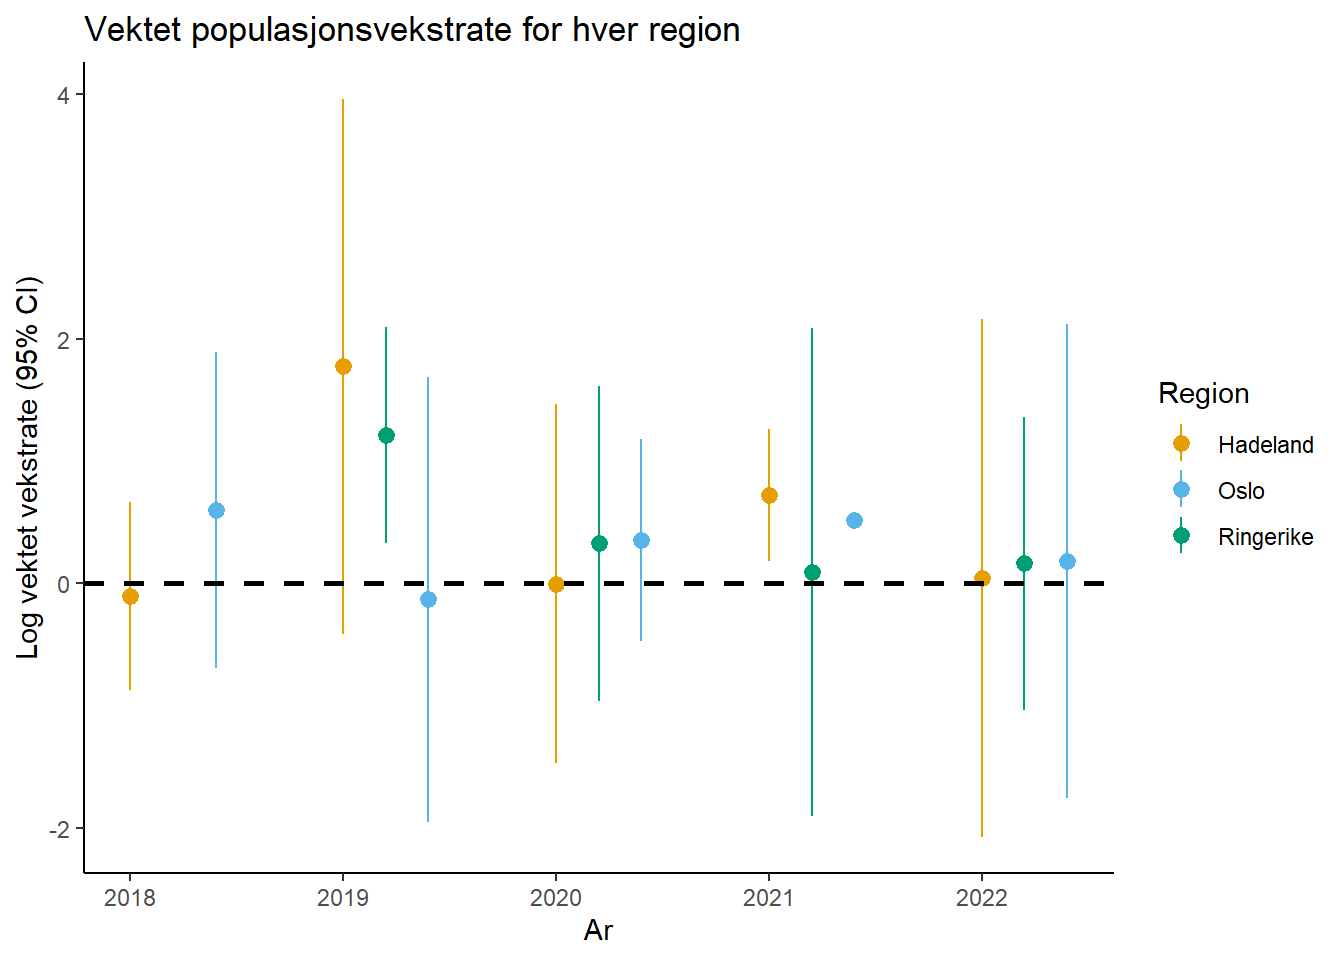 Vektet populasjonsvekstrate for hver region
Log vektet vekstrate (95% CI)
4
2
0
-2
2018 2019 2020 2021 2022
Ar
Region
Hadeland
Oslo
Ringerike